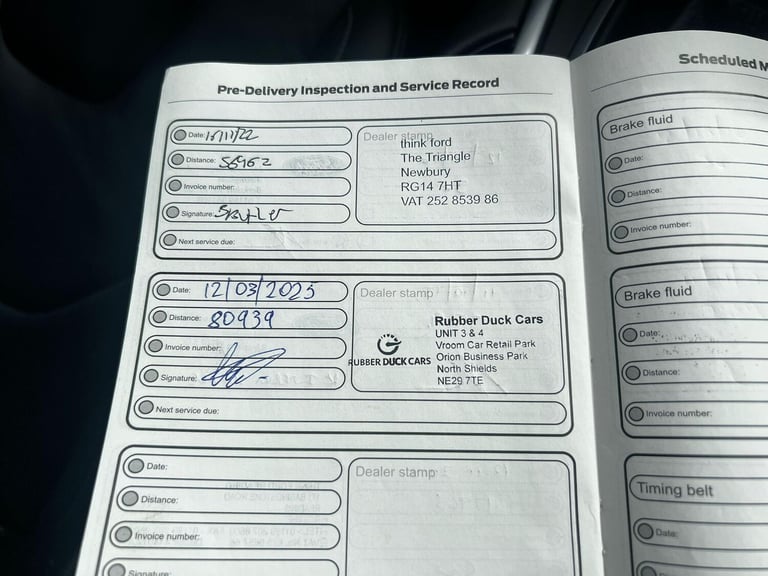 Pre-Delivery Inspection and Service Record
Date:
Distance: 56962
Invoice number:
Signature:
Next service due:
Dealer stamp
think ford
The Triangle
Newbury
RG14 7HT
VAT 252 8539 86
Date: 12/03/2025
Distance: 80939
Invoice number:
Signature:
Next service due:
Dealer stamp
RUBBER DUCK CARS
Rubber Duck Cars
UNIT 3 & 4
Vroom Car Retail Park
Orion Business Park
North Shields
NE29 7TE
Date:
Distance:
Invoice number:
Signature:
Dealer stamp
Scheduled
Brake fluid
Date:
Distance:
Invoice number:
Brake fluid
Date:
Distance:
Invoice number:
Timing belt
Date: